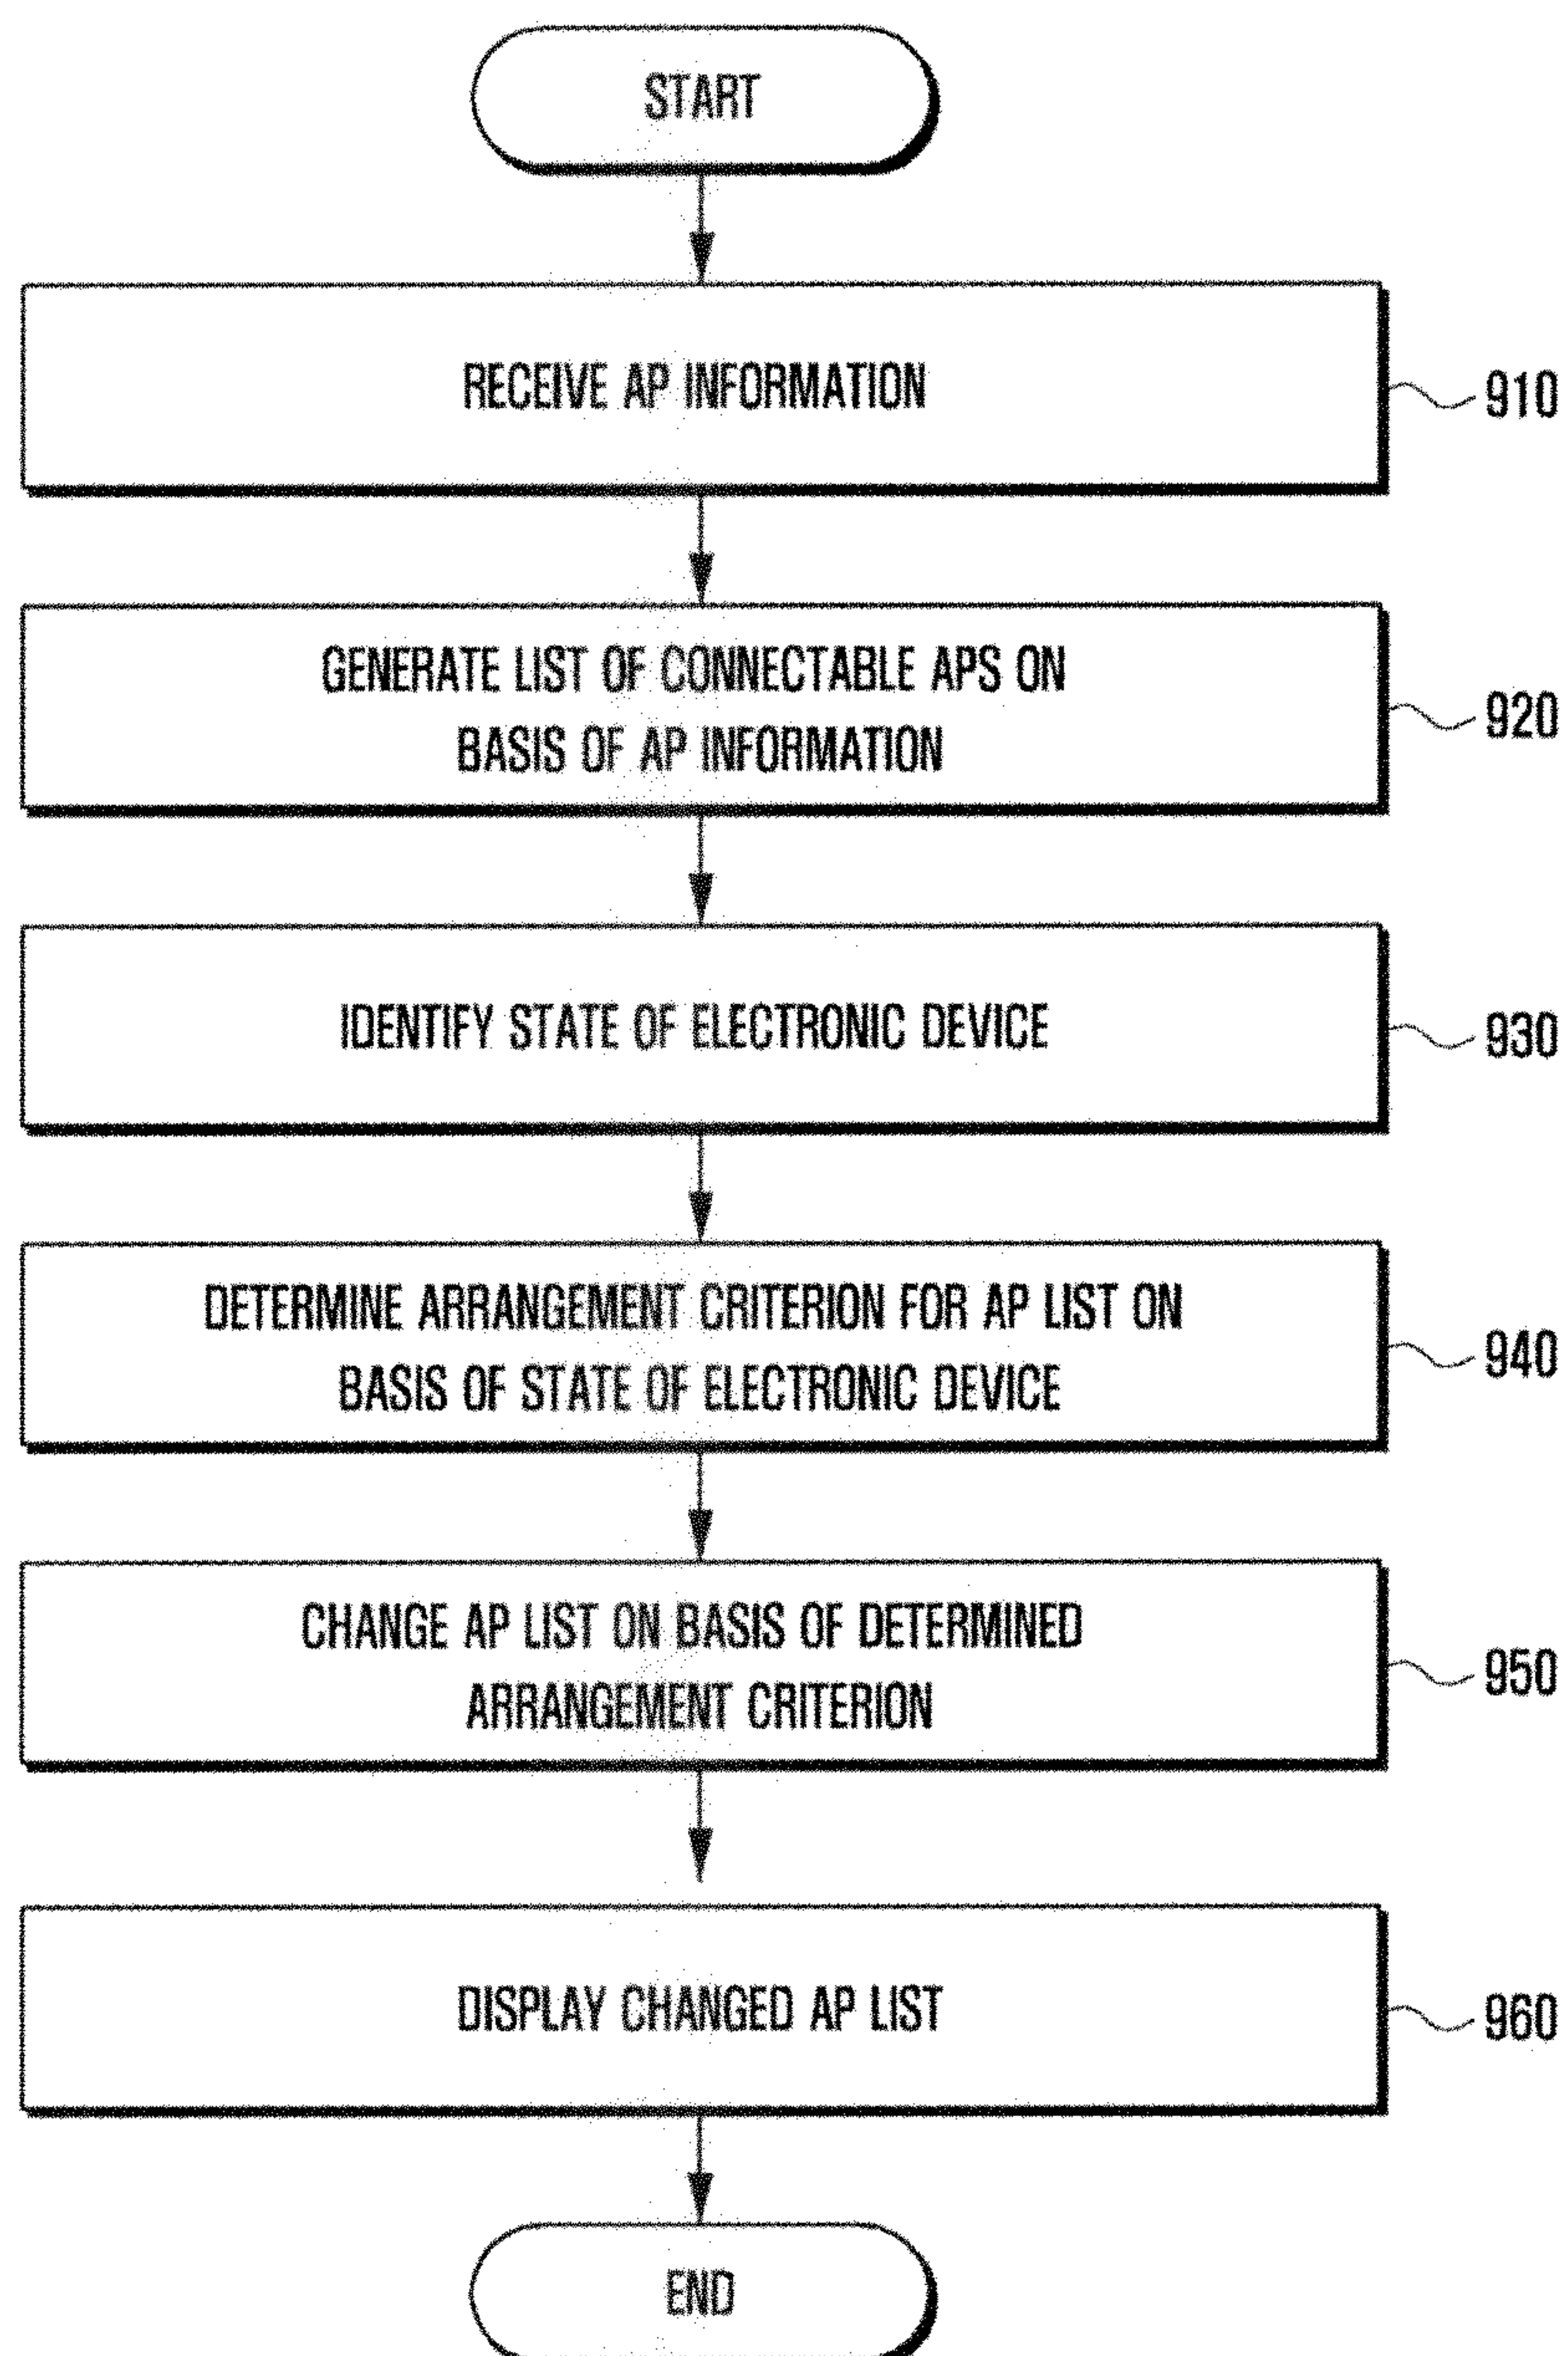 START
RECEIVE AP INFORMATION
910
GENERATE LIST OF CONNECTABLE APS ON
BASIS OF AP INFORMATION
920
IDENTIFY STATE OF ELECTRONIC DEVICE
930
DETERMINE ARRANGEMENT CRITERION FOR AP LIST ON
BASIS OF STATE OF ELECTRONIC DEVICE
940
CHANGE AP LIST ON BASIS OF DETERMINED
ARRANGEMENT CRITERION
950
DISPLAY CHANGED AP LIST
960
END